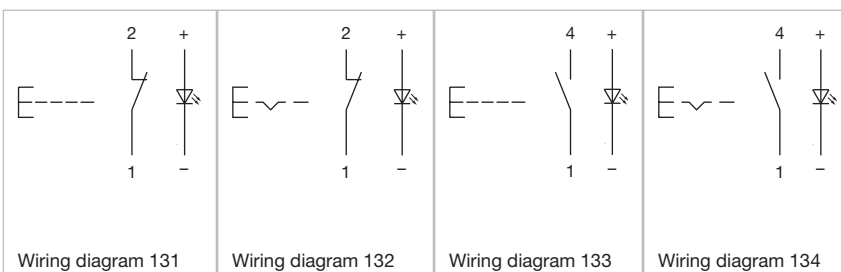 2 +
1 −
Wiring diagram 131
2 +
1 −
Wiring diagram 132
4 +
1 −
Wiring diagram 133
4 +
1 −
Wiring diagram 134